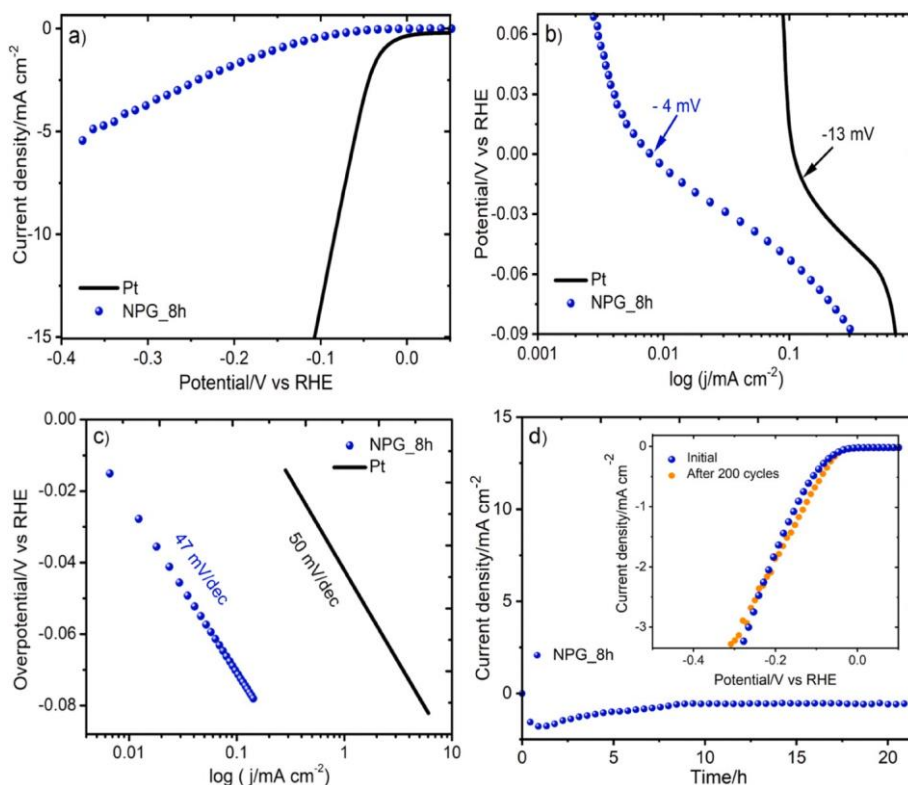 a)
Current density/mA cm⁻²
0
-5
-10
-15
-0.4
-0.3
-0.2
-0.1
0.0
Potential/V vs RHE
Pt
NPG_8h
b)
Potential/V vs RHE
0.06
0.03
0.00
-0.03
-0.06
-0.09
0.001
0.01
0.1
log (j/mA cm⁻²)
- 4 mV
-13 mV
Pt
NPG_8h
c)
Overpotential/V vs RHE
0.00
-0.02
-0.04
-0.06
-0.08
0.01
0.1
1
10
log ( j/mA cm⁻²)
NPG_8h
Pt
47 mV/dec
50 mV/dec
d)
Current density/mA cm⁻²
15
10
5
0
0
5
10
15
20
Time/h
NPG_8h
Current density/mA cm⁻²
0
-1
-2
-3
-0.4
-0.2
0.0
Potential/V vs RHE
Initial
After 200 cycles